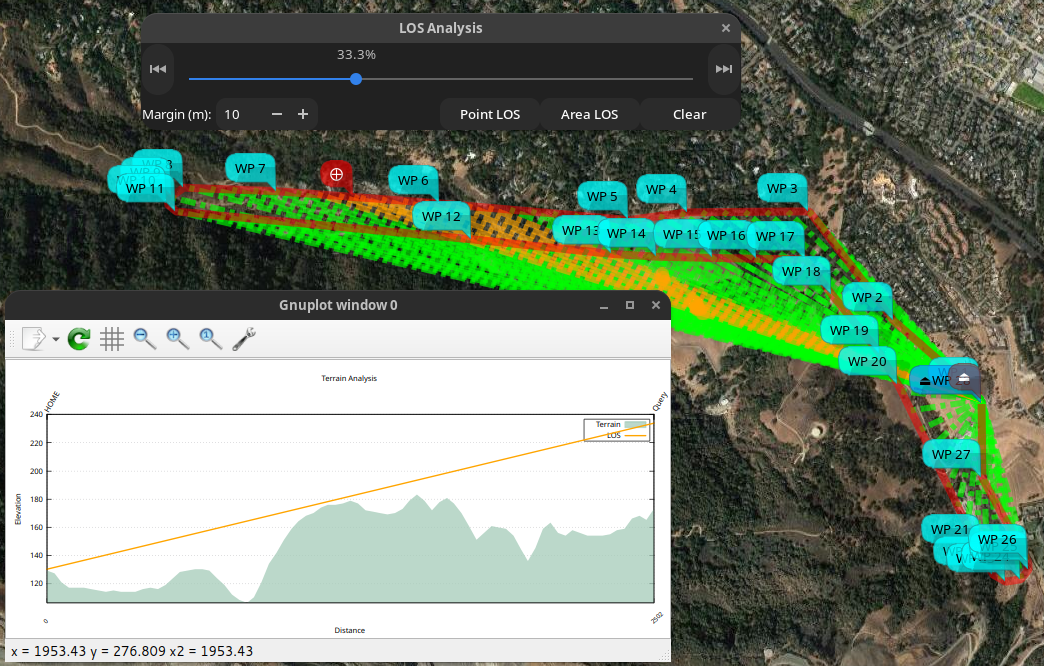 LOS Analysis
33.3%
Margin (m): 10
Point LOS
Area LOS
Clear
WP 7
WP 6
WP 11
WP 12
WP 5
WP 4
WP 3
WP 13
WP 14
WP 15
WP 16
WP 17
WP 18
WP 2
WP 19
WP 20
WP 27
WP 21
WP 26
Gnuplot window 0
Terrain Analysis
HOME
Query
Terrain
LOS
240
220
200
180
160
140
120
Elevation
0
2502
Distance
x = 1953.43 y = 276.809 x2 = 1953.43